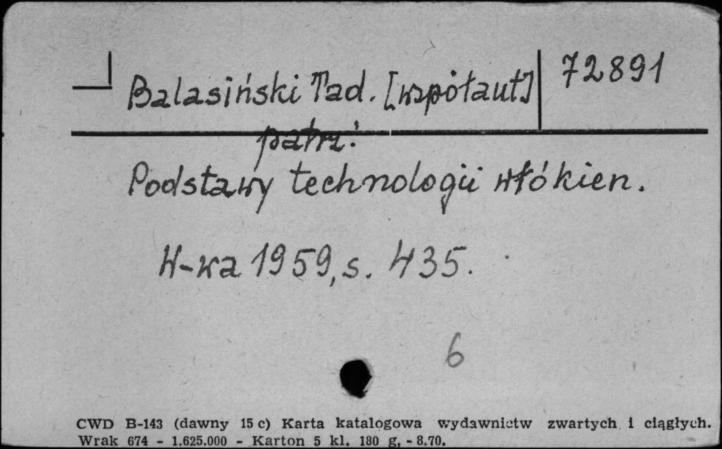 Balasiński Tad. [współaut] 72891
patrz:
Podstawy technologii włókien.
W-wa 1959, s. 435.
6
CWD B-143 (dawny 15 c) Karta katalogowa wydawnictw zwartych i ciągłych.
Wrak 674 - 1.625.000 - Karton 5 kl. 180 g. - 8.70.